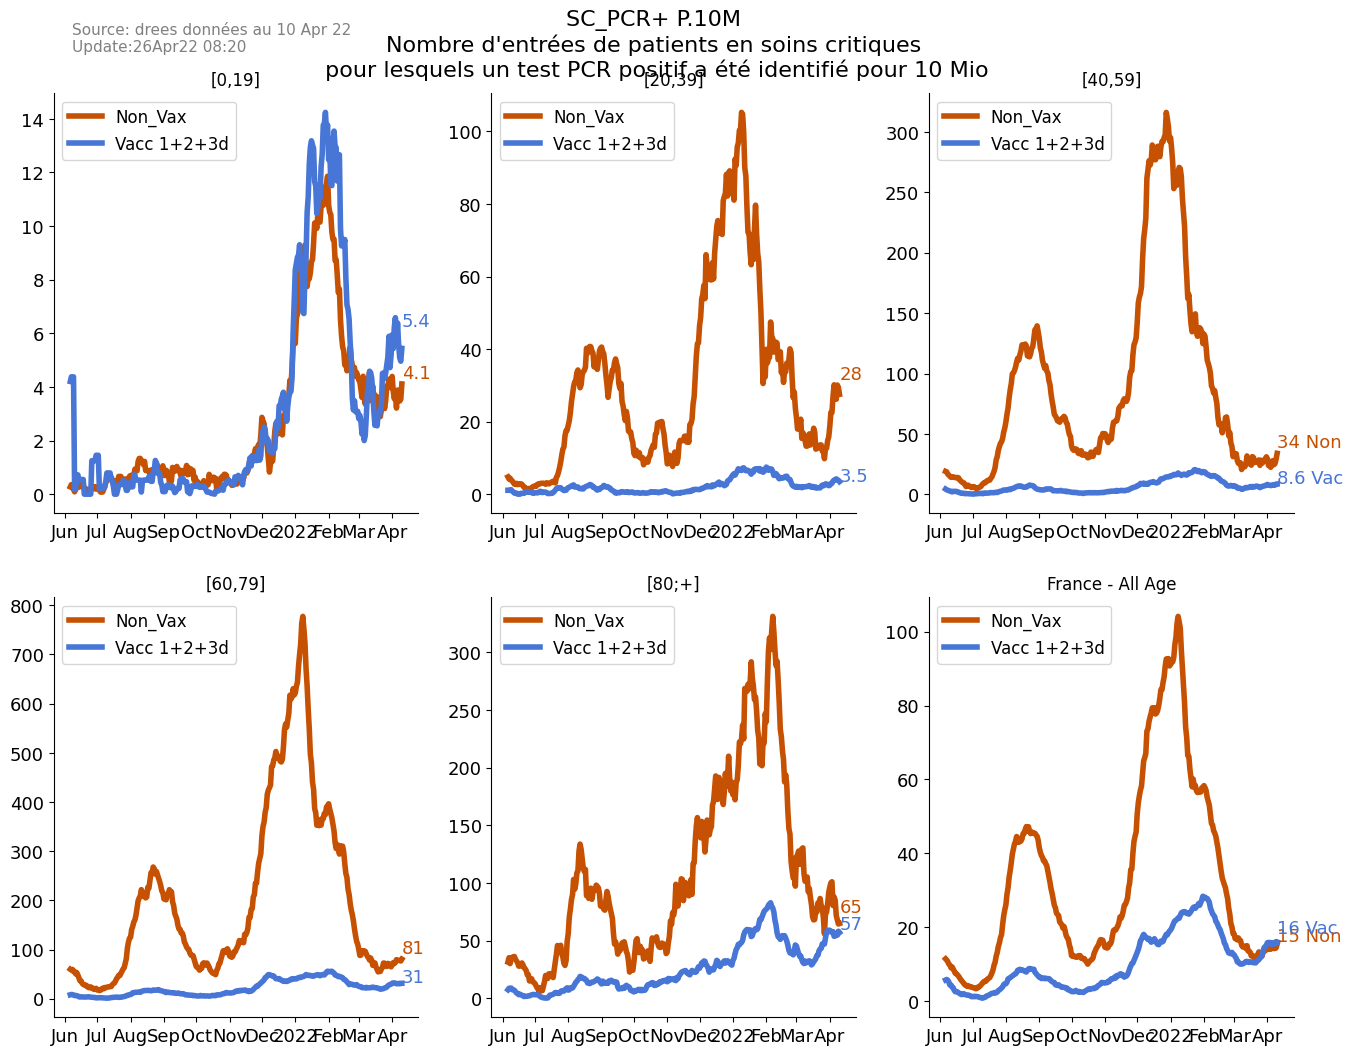 SC_PCR+ P.10M
Source: drees données au 10 Apr 22
Update:26Apr22 08:20
Nombre d'entrées de patients en soins critiques
pour lesquels un test PCR positif a été identifié pour 10 Mio
[0,19]
Non_Vax
Vacc 1+2+3d
14
12
10
8
6
4
2
0
5.4
4.1
Jun Jul Aug Sep Oct Nov Dec 2022 Feb Mar Apr
[20,39]
Non_Vax
Vacc 1+2+3d
100
80
60
40
20
0
28
3.5
Jun Jul Aug Sep Oct Nov Dec 2022 Feb Mar Apr
[40,59]
Non_Vax
Vacc 1+2+3d
300
250
200
150
100
50
0
34 Non
8.6 Vac
Jun Jul Aug Sep Oct Nov Dec 2022 Feb Mar Apr
[60,79]
Non_Vax
Vacc 1+2+3d
800
700
600
500
400
300
200
100
0
81
31
Jun Jul Aug Sep Oct Nov Dec 2022 Feb Mar Apr
[80;+]
Non_Vax
Vacc 1+2+3d
300
250
200
150
100
50
0
65
57
Jun Jul Aug Sep Oct Nov Dec 2022 Feb Mar Apr
France - All Age
Non_Vax
Vacc 1+2+3d
100
80
60
40
20
0
16 Vac
15 Non
Jun Jul Aug Sep Oct Nov Dec 2022 Feb Mar Apr